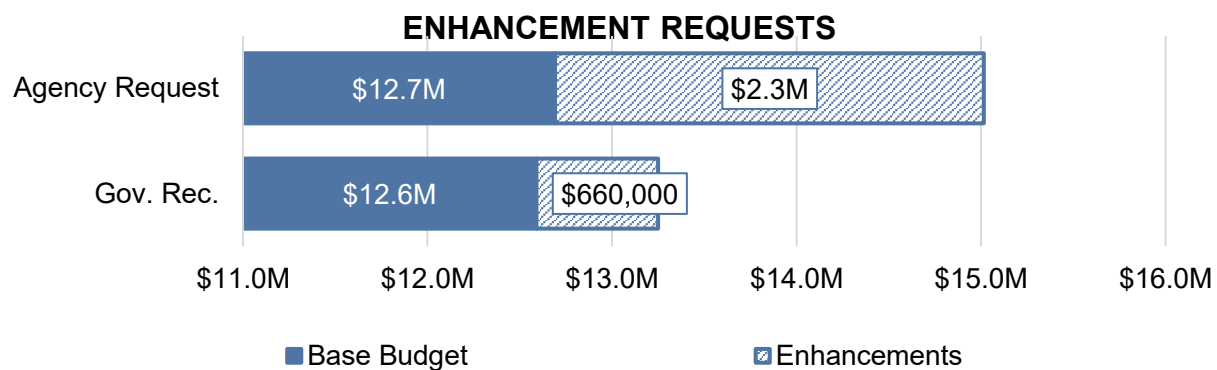 ENHANCEMENT REQUESTS
Agency Request
$12.7M
$2.3M
Gov. Rec.
$12.6M
$660,000
$11.0M $12.0M $13.0M $14.0M $15.0M $16.0M
Base Budget Enhancements